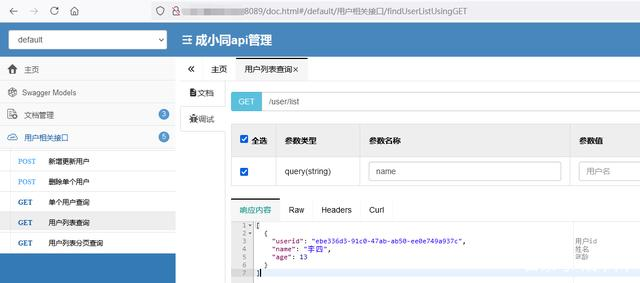 8089/doc.html#/default/用户相关接口/findUserListUsingGET
default
成小同api管理
主页
Swagger Models
文档管理 3
用户相关接口 5
POST 新增更新用户
POST 删除单个用户
GET 单个用户查询
GET 用户列表查询
GET 用户列表分页查询
主页 用户列表查询×
文档
调试
GET /user/list
全选 参数类型 参数名称 参数值
query(string) name 用户名
响应内容 Raw Headers Curl
1 [
2 {
3 "userid": "ebe336d3-91c0-47ab-ab50-ee0e749a937c", 用户id
4 "name": "李四", 姓名
5 "age": 13 年龄
6 }
7 ]